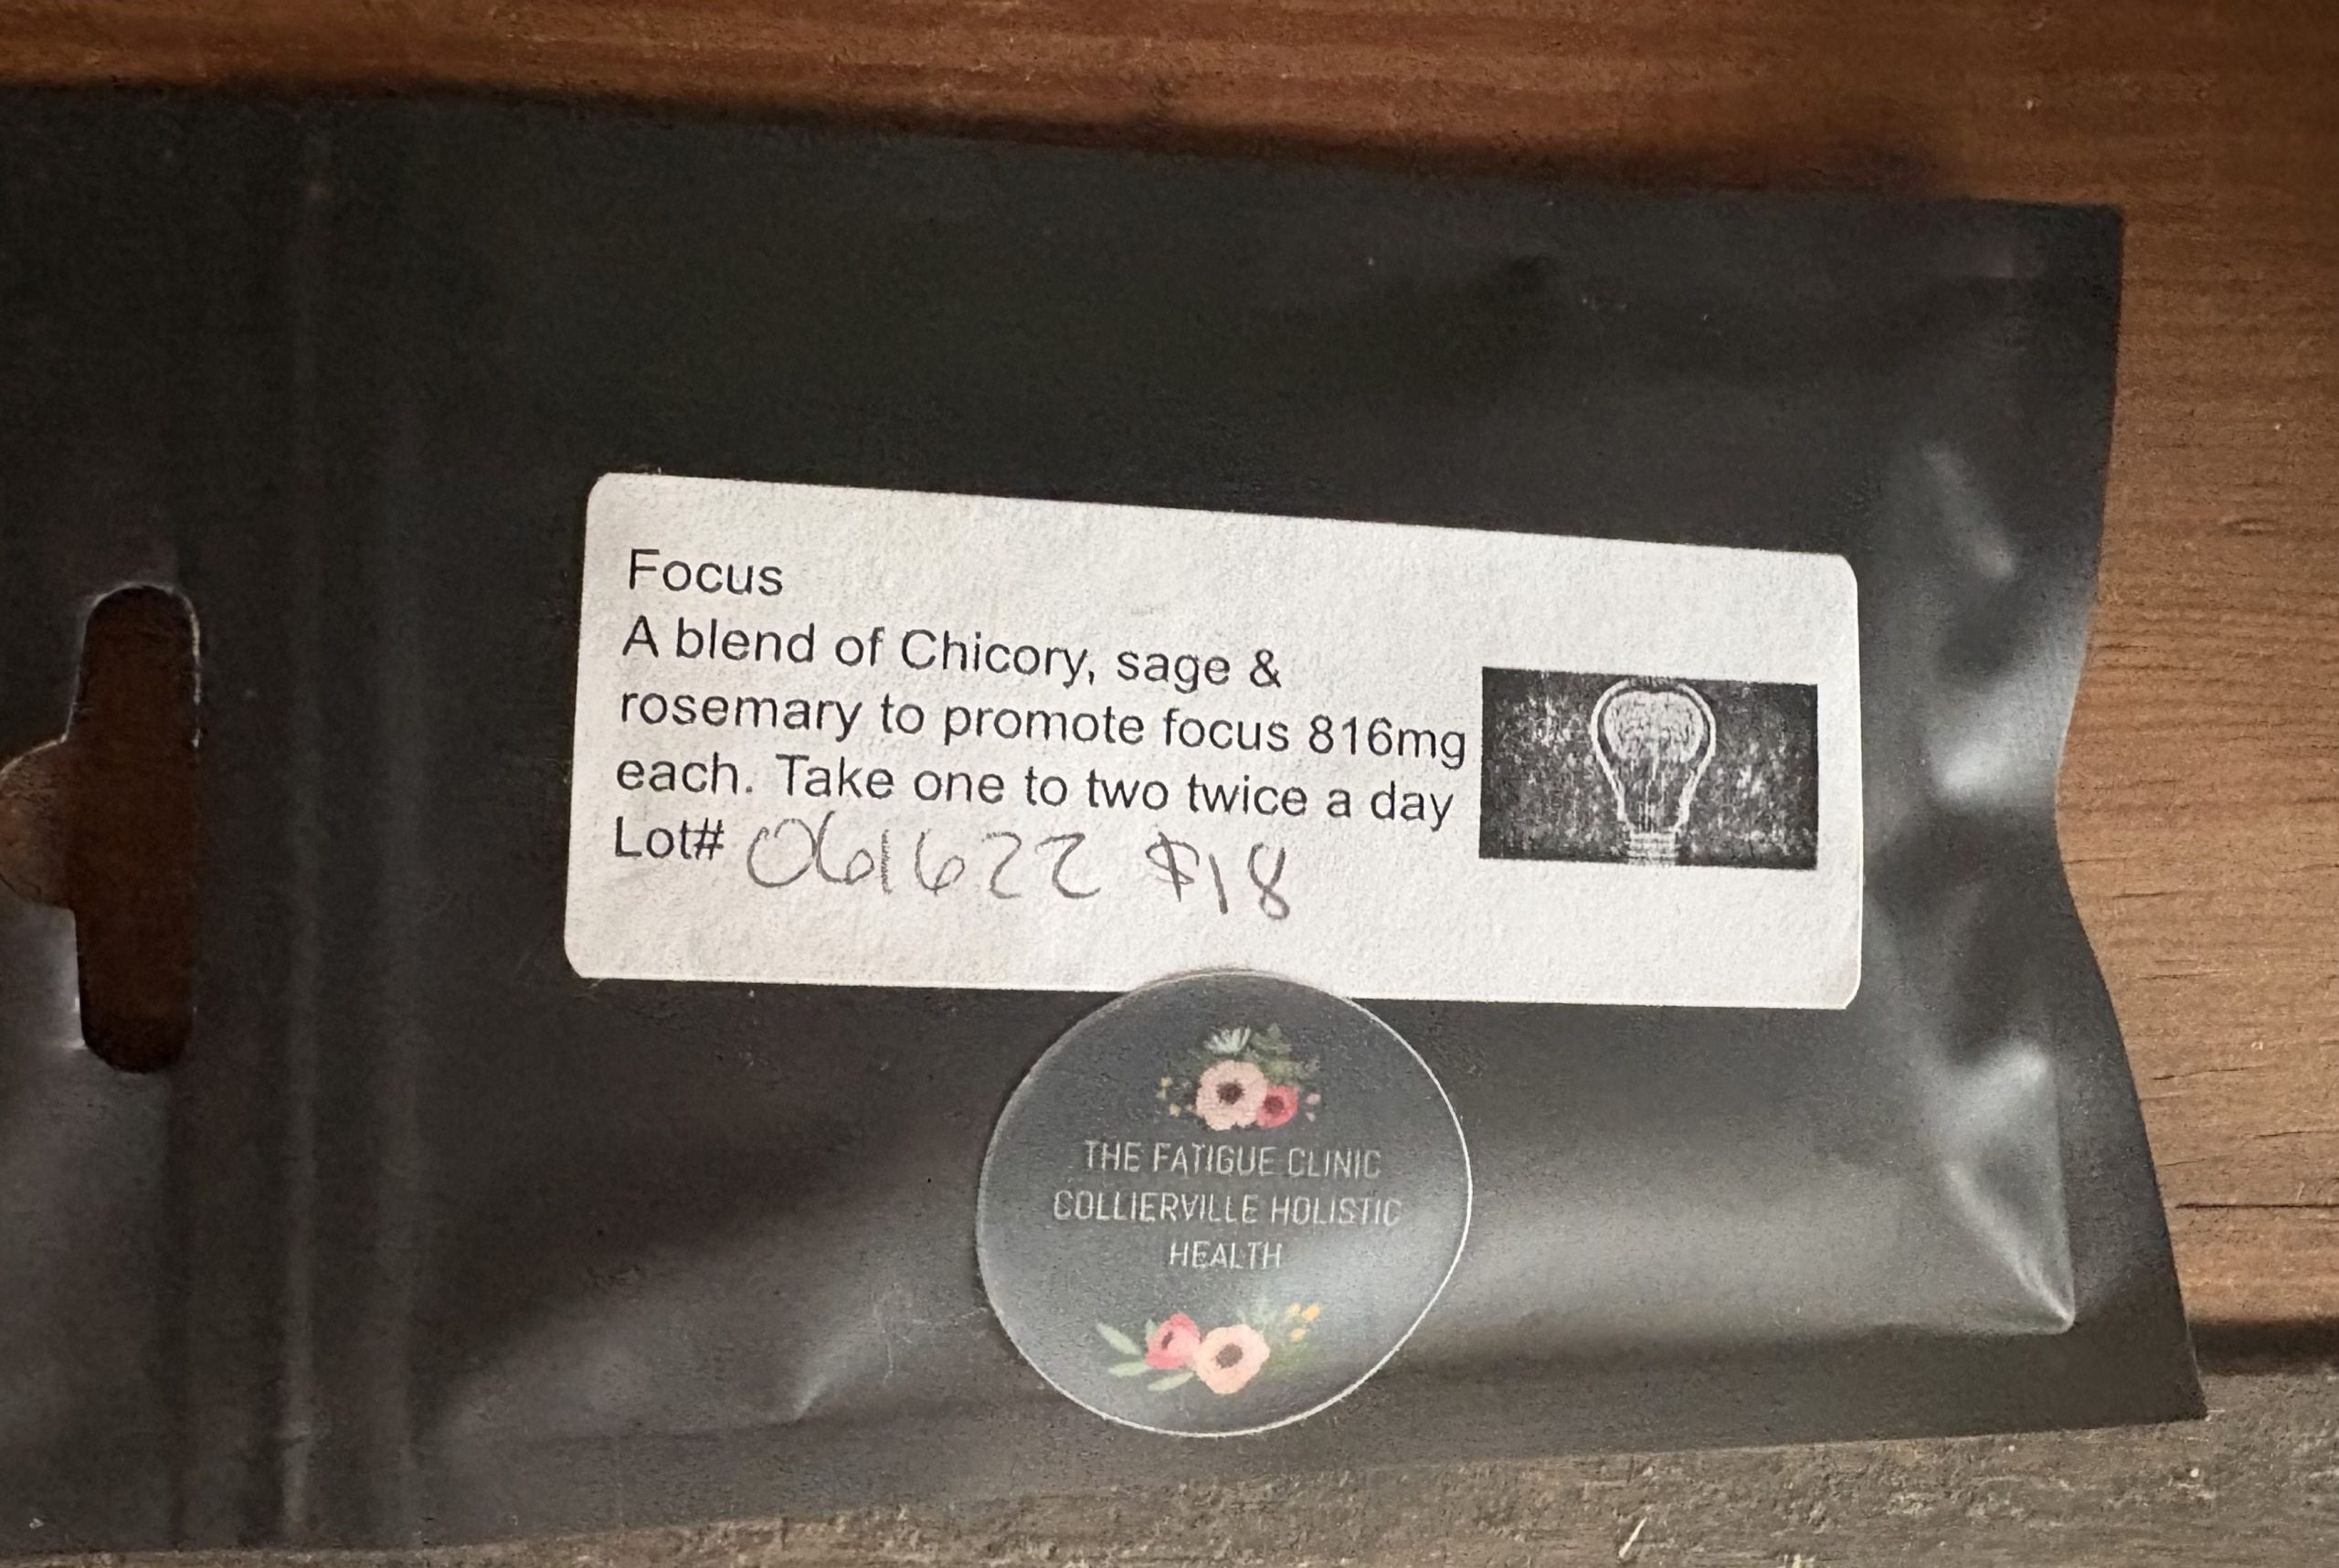 Focus
A blend of Chicory, sage &
rosemary to promote focus 816mg
each. Take one to two twice a day
Lot# 061622 $18
THE FATIGUE CLINIC
COLLIERVILLE HOLISTIC
HEALTH